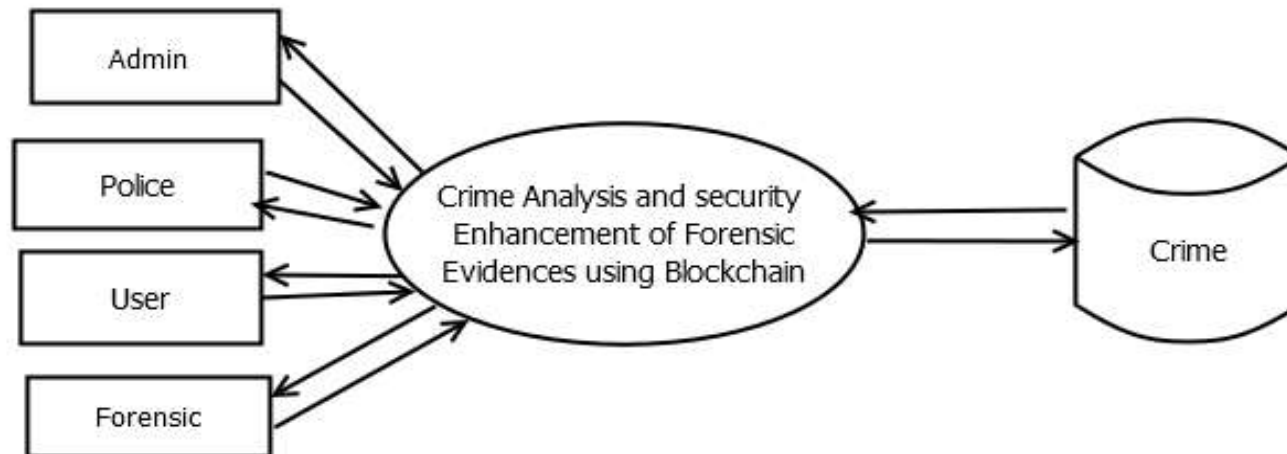 Admin
Police
User
Forensic
Crime Analysis and security
Enhancement of Forensic
Evidences using Blockchain
Crime